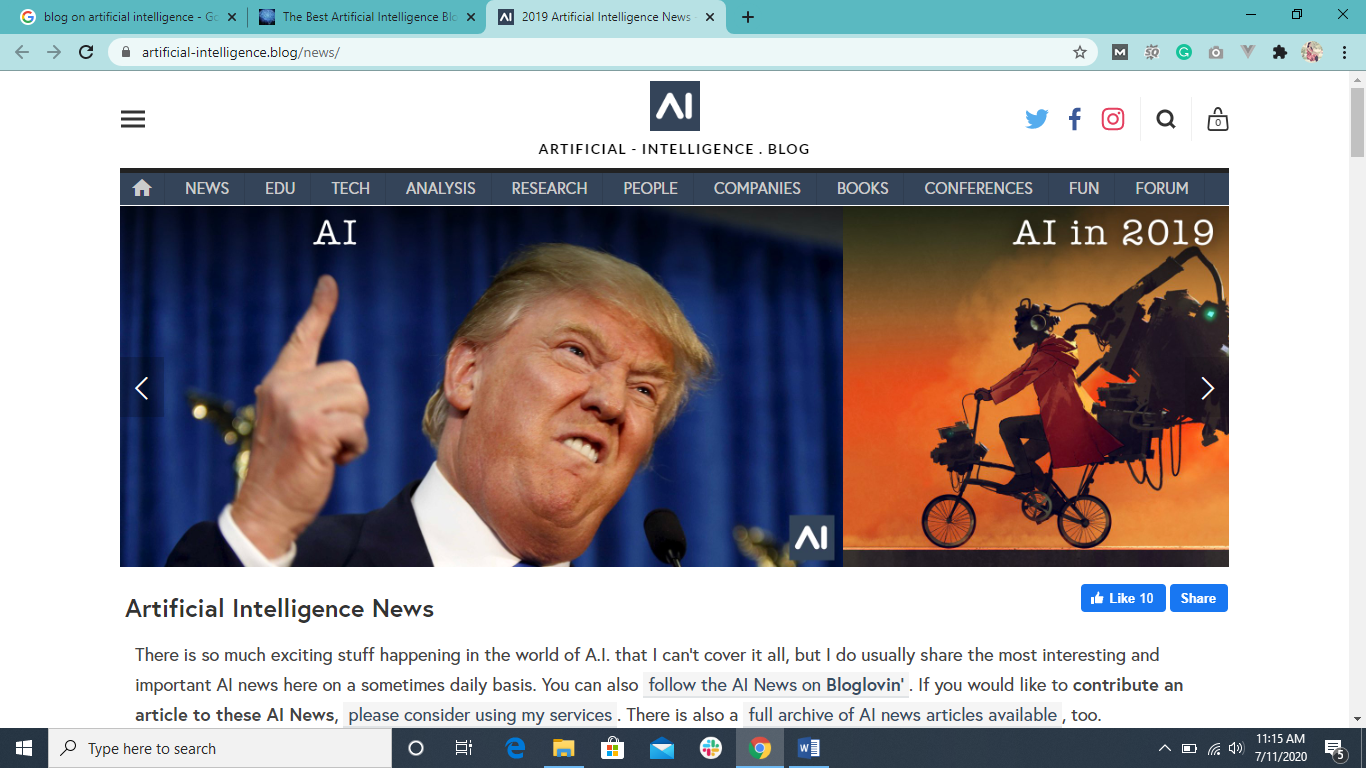 blog on artificial intelligence - Go
The Best Artificial Intelligence Blo
2019 Artificial Intelligence News -
artificial-intelligence.blog/news/
AI
0
ARTIFICIAL - INTELLIGENCE . BLOG
NEWS EDU TECH ANALYSIS RESEARCH PEOPLE COMPANIES BOOKS CONFERENCES FUN FORUM
AI
AI in 2019
AI
Artificial Intelligence News
Like 10 Share
There is so much exciting stuff happening in the world of A.I. that I can't cover it all, but I do usually share the most interesting and
important AI news here on a sometimes daily basis. You can also follow the AI News on Bloglovin' . If you would like to contribute an
article to these AI News, please consider using my services . There is also a full archive of AI news articles available , too.
Type here to search
11:15 AM
7/11/2020
5